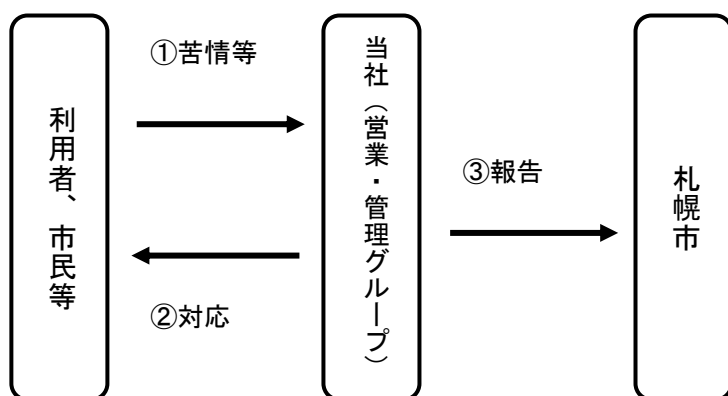 利用者、市民等
①苦情等
②対応
当社（営業・管理グループ）
③報告
札幌市